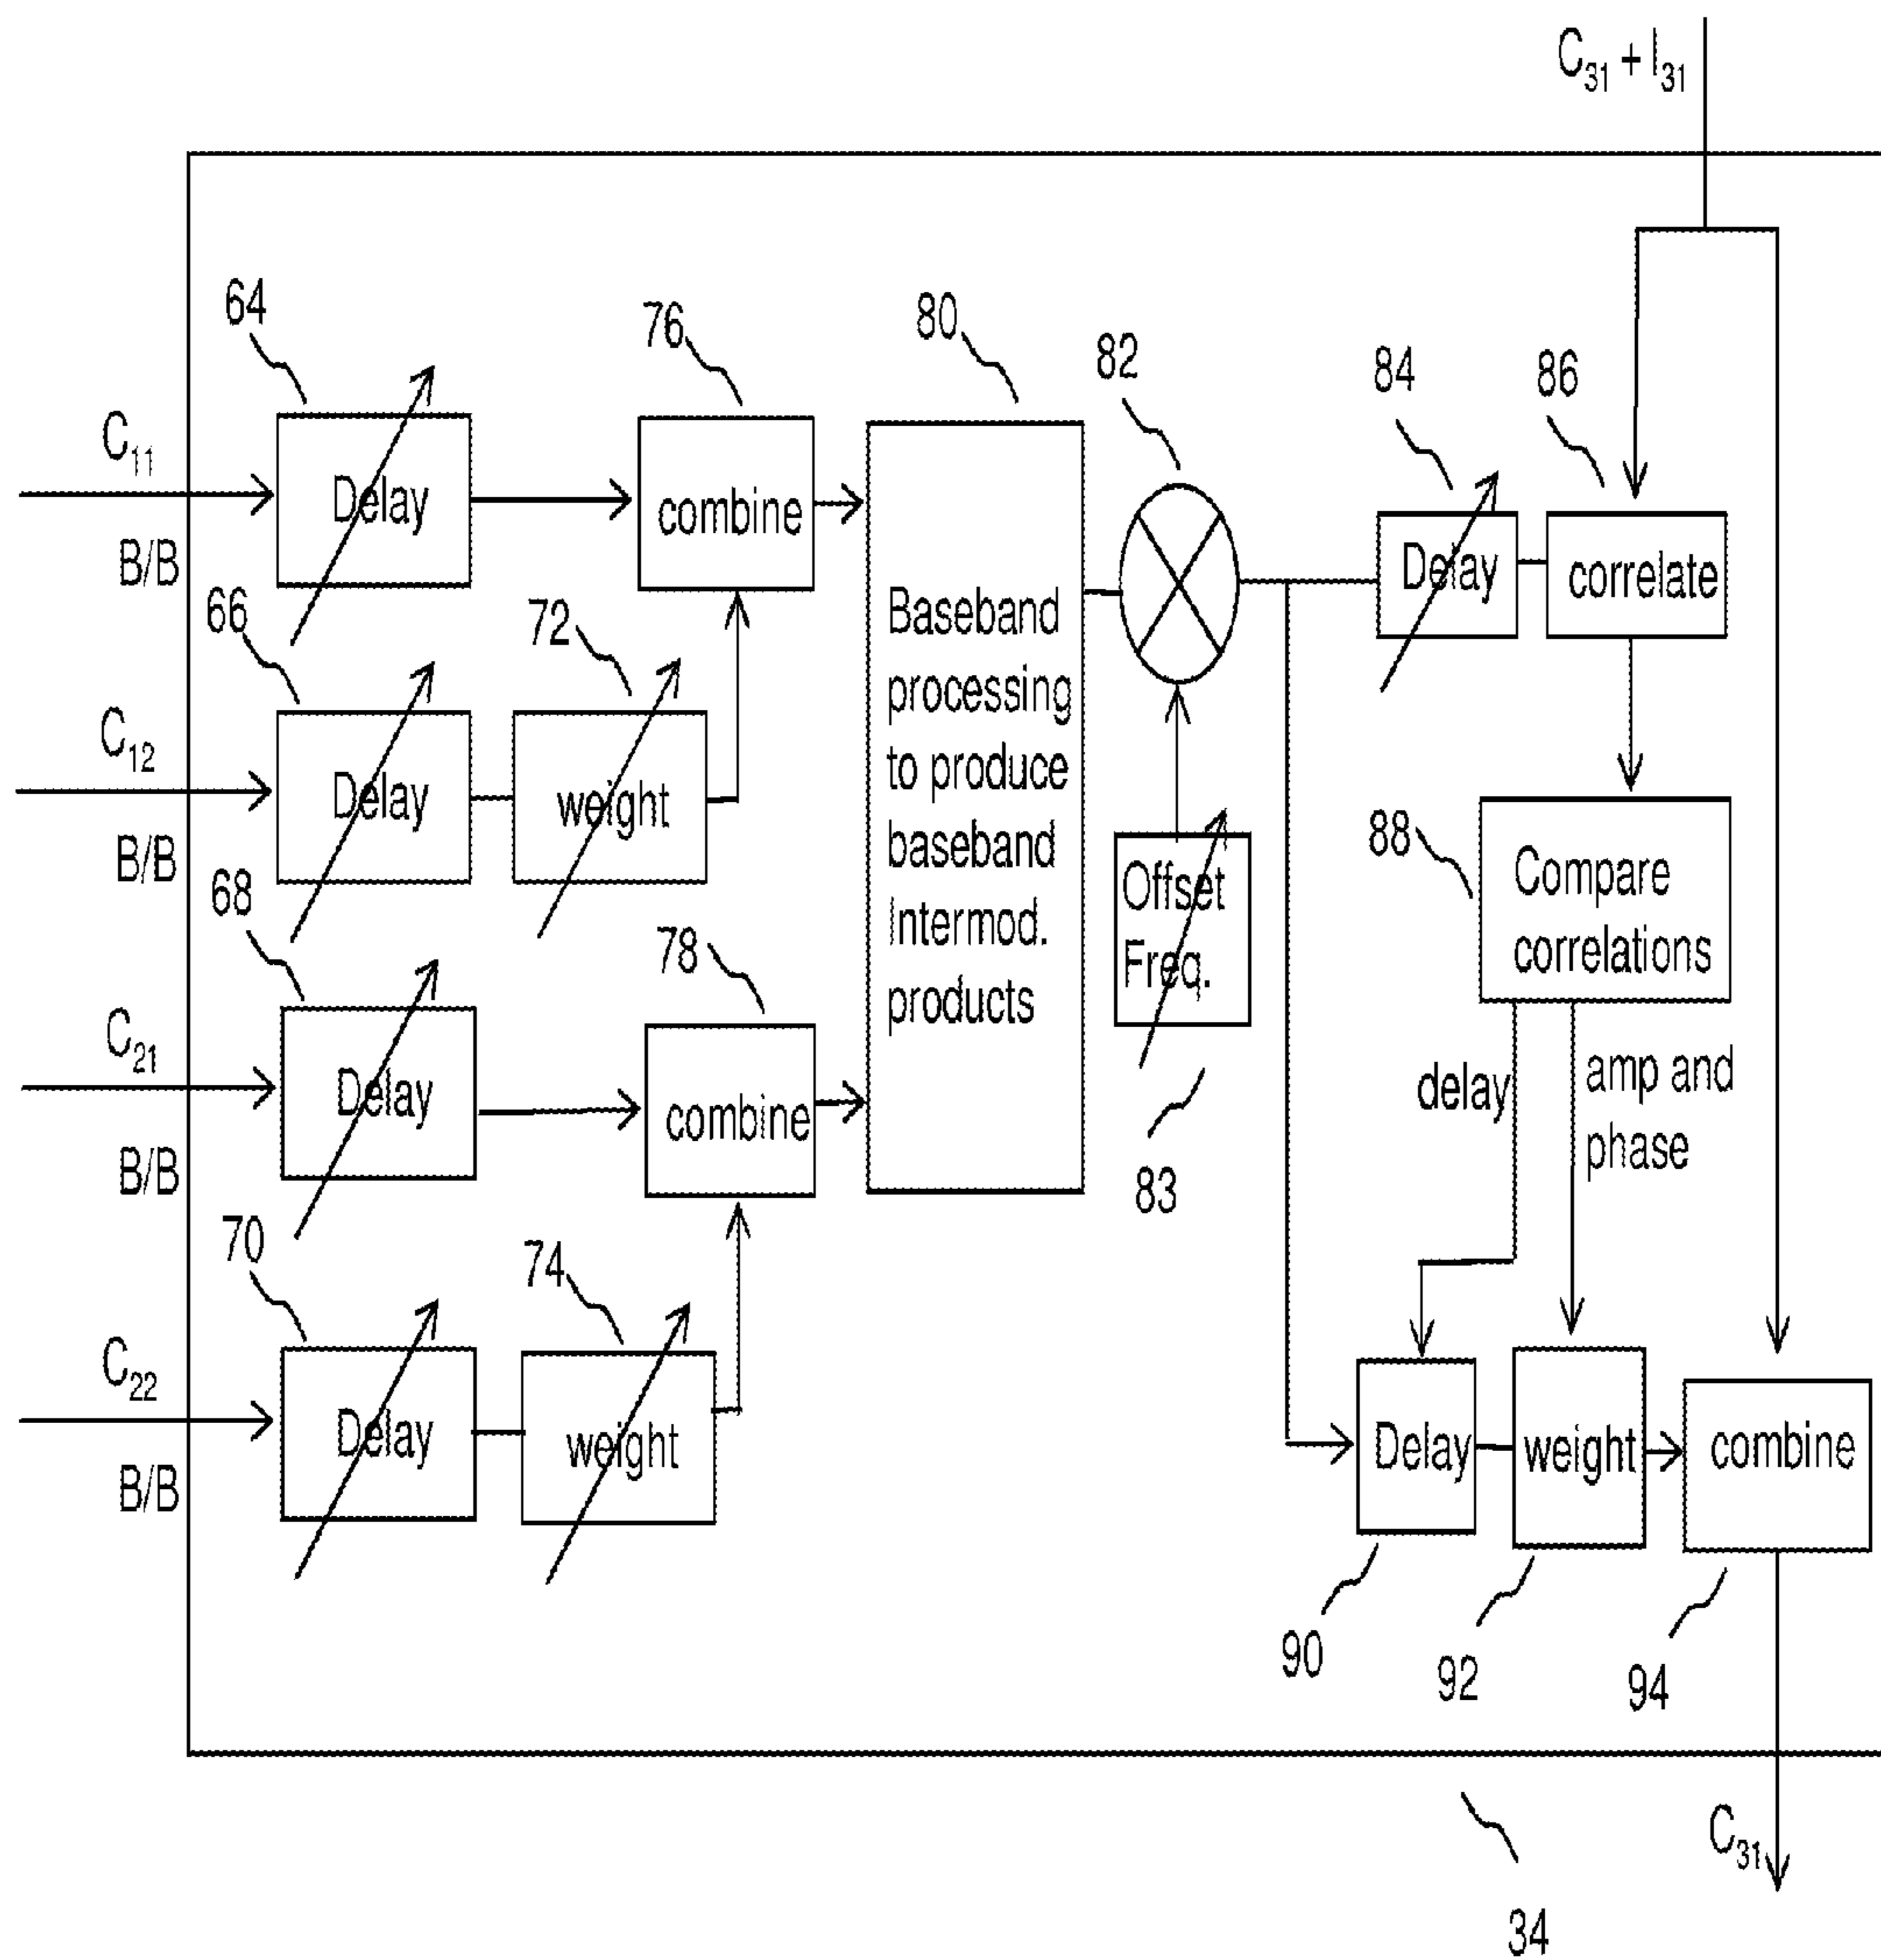 C31 + I31
64
76
80
82
84
86
C11
Delay
B/B
combine
Baseband
processing
to produce
baseband
Intermod.
products
Delay
correlate
66
72
C12
Delay
weight
B/B
Offset
Freq.
88
Compare
correlations
68
78
83
C21
Delay
B/B
combine
delay
amp and
phase
70
74
C22
Delay
weight
B/B
Delay
weight
combine
90
92
94
C31
34